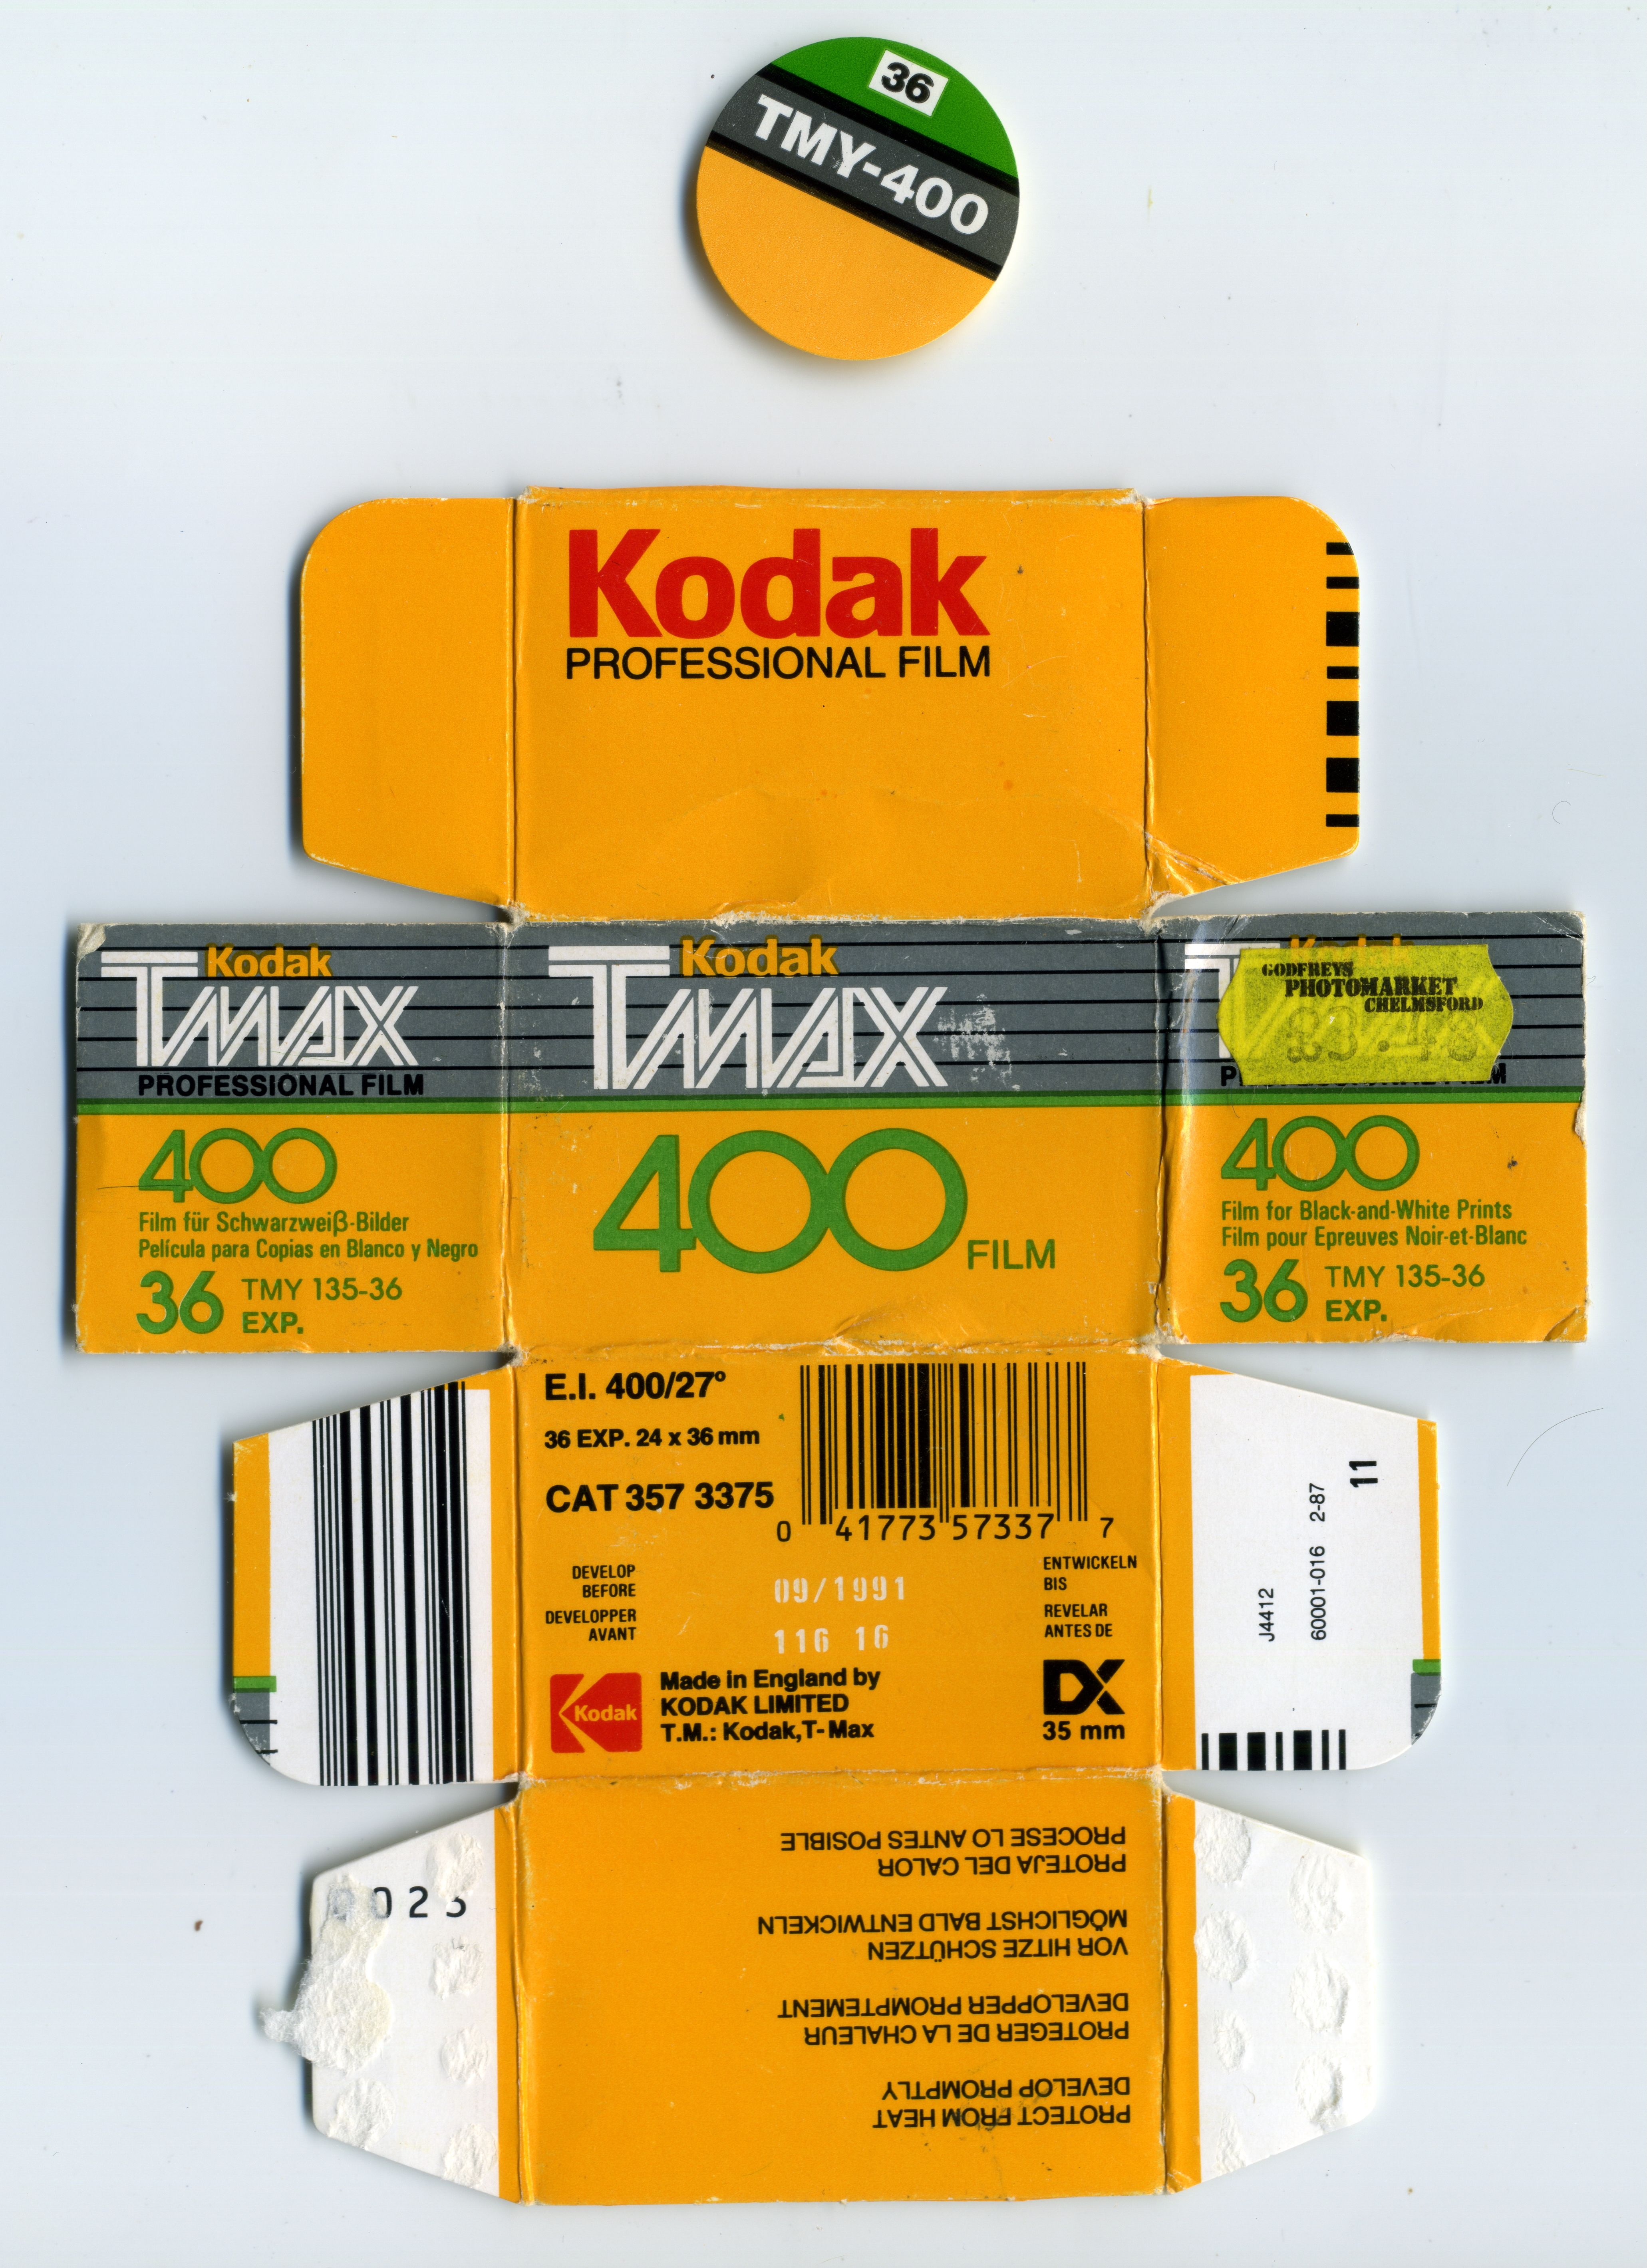 36
TMY-400
Kodak
PROFESSIONAL FILM
Kodak
TMAX
PROFESSIONAL FILM
400
Film für Schwarzweiß-Bilder
Película para Copias en Blanco y Negro
36 TMY 135-36
EXP.
Kodak
TMAX
400 FILM
Kodak
GODFREYS
PHOTOMARKET
CHELMSFORD
£3.48
400
Film for Black-and-White Prints
Film pour Epreuves Noir-et-Blanc
36 TMY 135-36
EXP.
E.I. 400/27°
36 EXP. 24 x 36 mm
CAT 357 3375
0 41773 57337 7
DEVELOP
BEFORE
DEVELOPPER
AVANT
09/1991
116 16
ENTWICKELN
BIS
REVELAR
ANTES DE
Kodak
Made in England by
KODAK LIMITED
T.M.: Kodak,T-Max
DX
35 mm
J4412
60001-016 2-87
11
023
PROTECT FROM HEAT
DEVELOP PROMPTLY
PROTEGER DE LA CHALEUR
DEVELOPPER PROMPTEMENT
VOR HITZE SCHÜTZEN
MÖGLICHST BALD ENTWICKELN
PROTEJA DEL CALOR
PROCESE LO ANTES POSIBLE